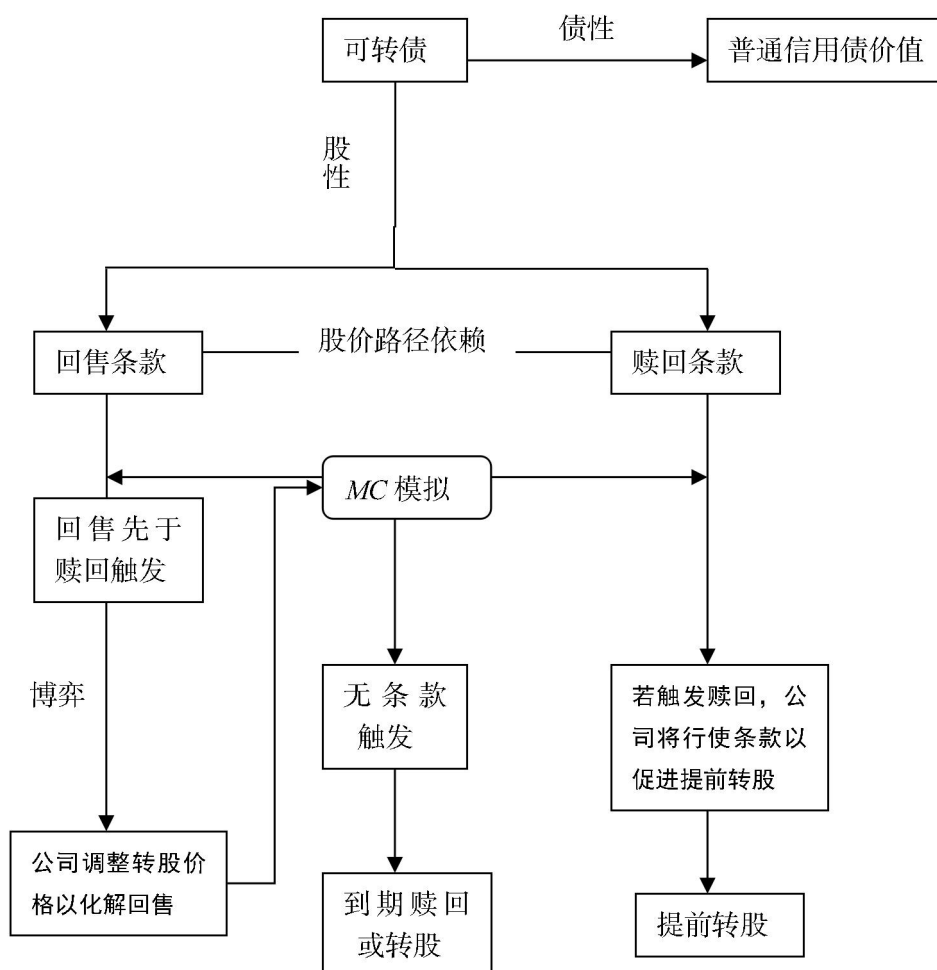 可转债
债性
普通信用债价值
股
性
回售条款
股价路径依赖
赎回条款
MC 模拟
回售先于
赎回触发
博弈
无条款
触发
若触发赎回，公
司将行使条款以
促进提前转股
公司调整转股价
格以化解回售
到期赎回
或转股
提前转股